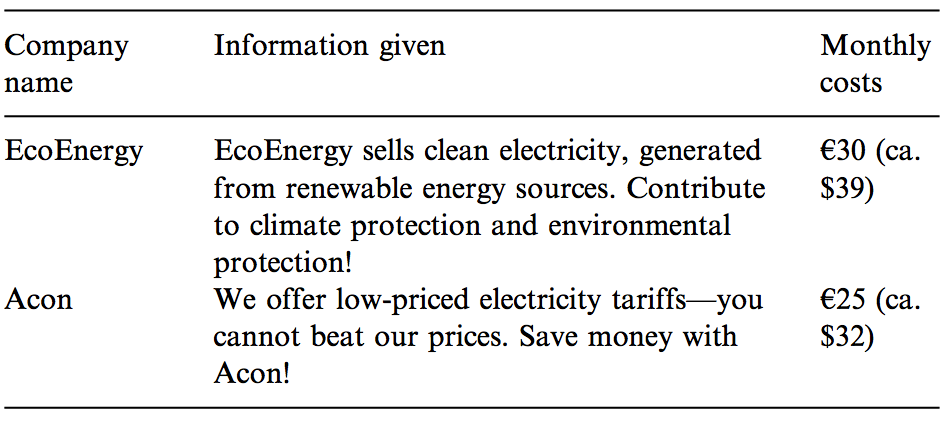 Company name Information given Monthly costs
EcoEnergy EcoEnergy sells clean electricity, generated €30 (ca.
from renewable energy sources. Contribute $39)
to climate protection and environmental
protection!
Acon We offer low-priced electricity tariffs—you €25 (ca.
cannot beat our prices. Save money with $32)
Acon!